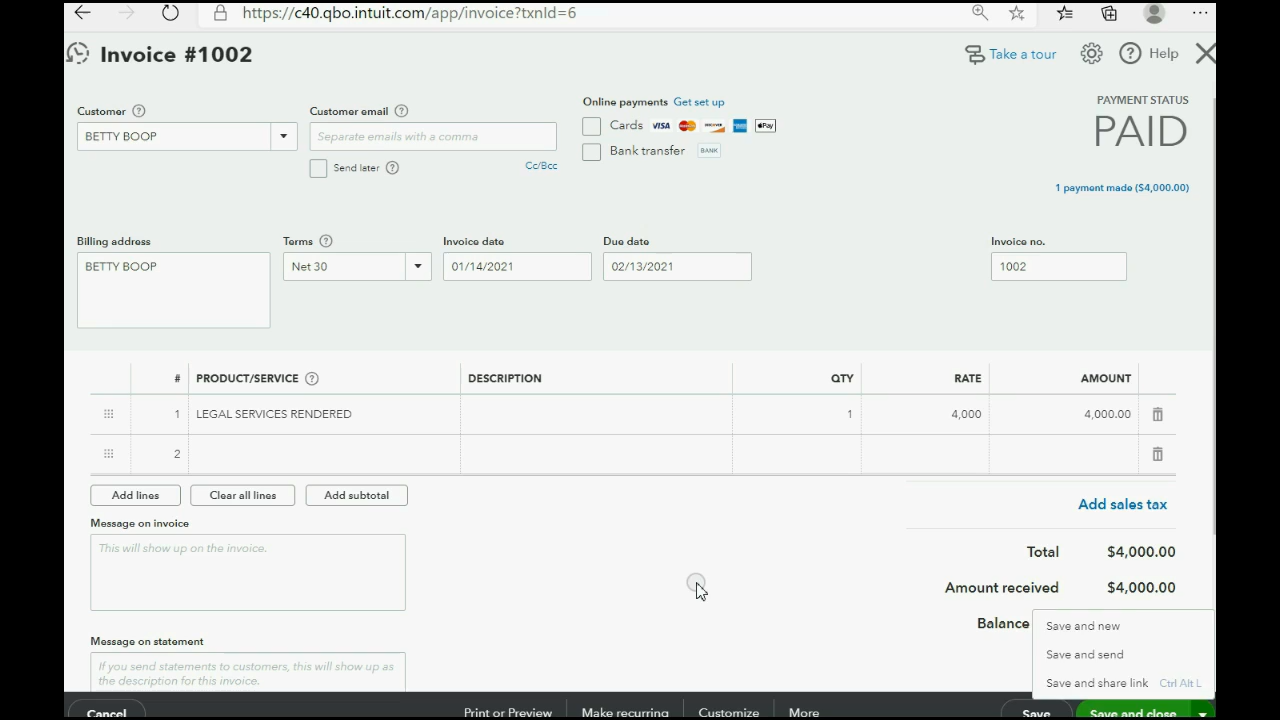 https://c40.qbo.intuit.com/app/invoice?txnId=6
Invoice #1002
Take a tour
Help
Customer
Customer email
Online payments Get set up
PAYMENT STATUS
BETTY BOOP
Separate emails with a comma
Cards VISA DISCOVER Pay
PAID
Send later
Cc/Bcc
Bank transfer BANK
1 payment made ($4,000.00)
Billing address
Terms
Invoice date
Due date
Invoice no.
BETTY BOOP
Net 30
01/14/2021
02/13/2021
1002
# PRODUCT/SERVICE DESCRIPTION QTY RATE AMOUNT
1 LEGAL SERVICES RENDERED 1 4,000 4,000.00
2
Add lines
Clear all lines
Add subtotal
Add sales tax
Message on invoice
This will show up on the invoice.
Total $4,000.00
Amount received $4,000.00
Balance
Save and new
Save and send
Save and share link Ctrl Alt L
Message on statement
If you send statements to customers, this will show up as
the description for this invoice.
Cancel
Print or Preview
Make recurring
Customize
More
Save
Save and close